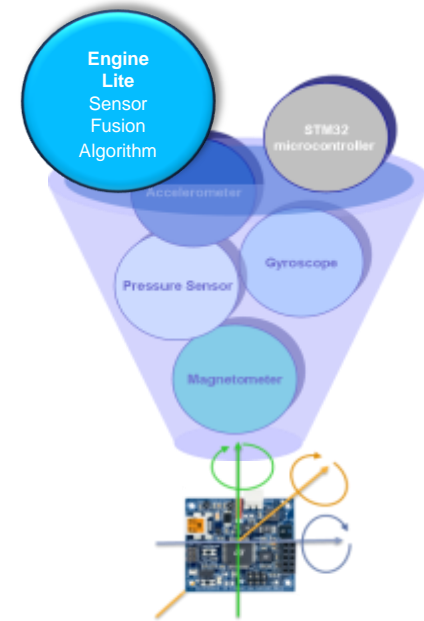 Engine
Lite
Sensor
Fusion
Algorithm
STM32
microcontroller
Accelerometer
Gyroscope
Pressure Sensor
Magnetometer